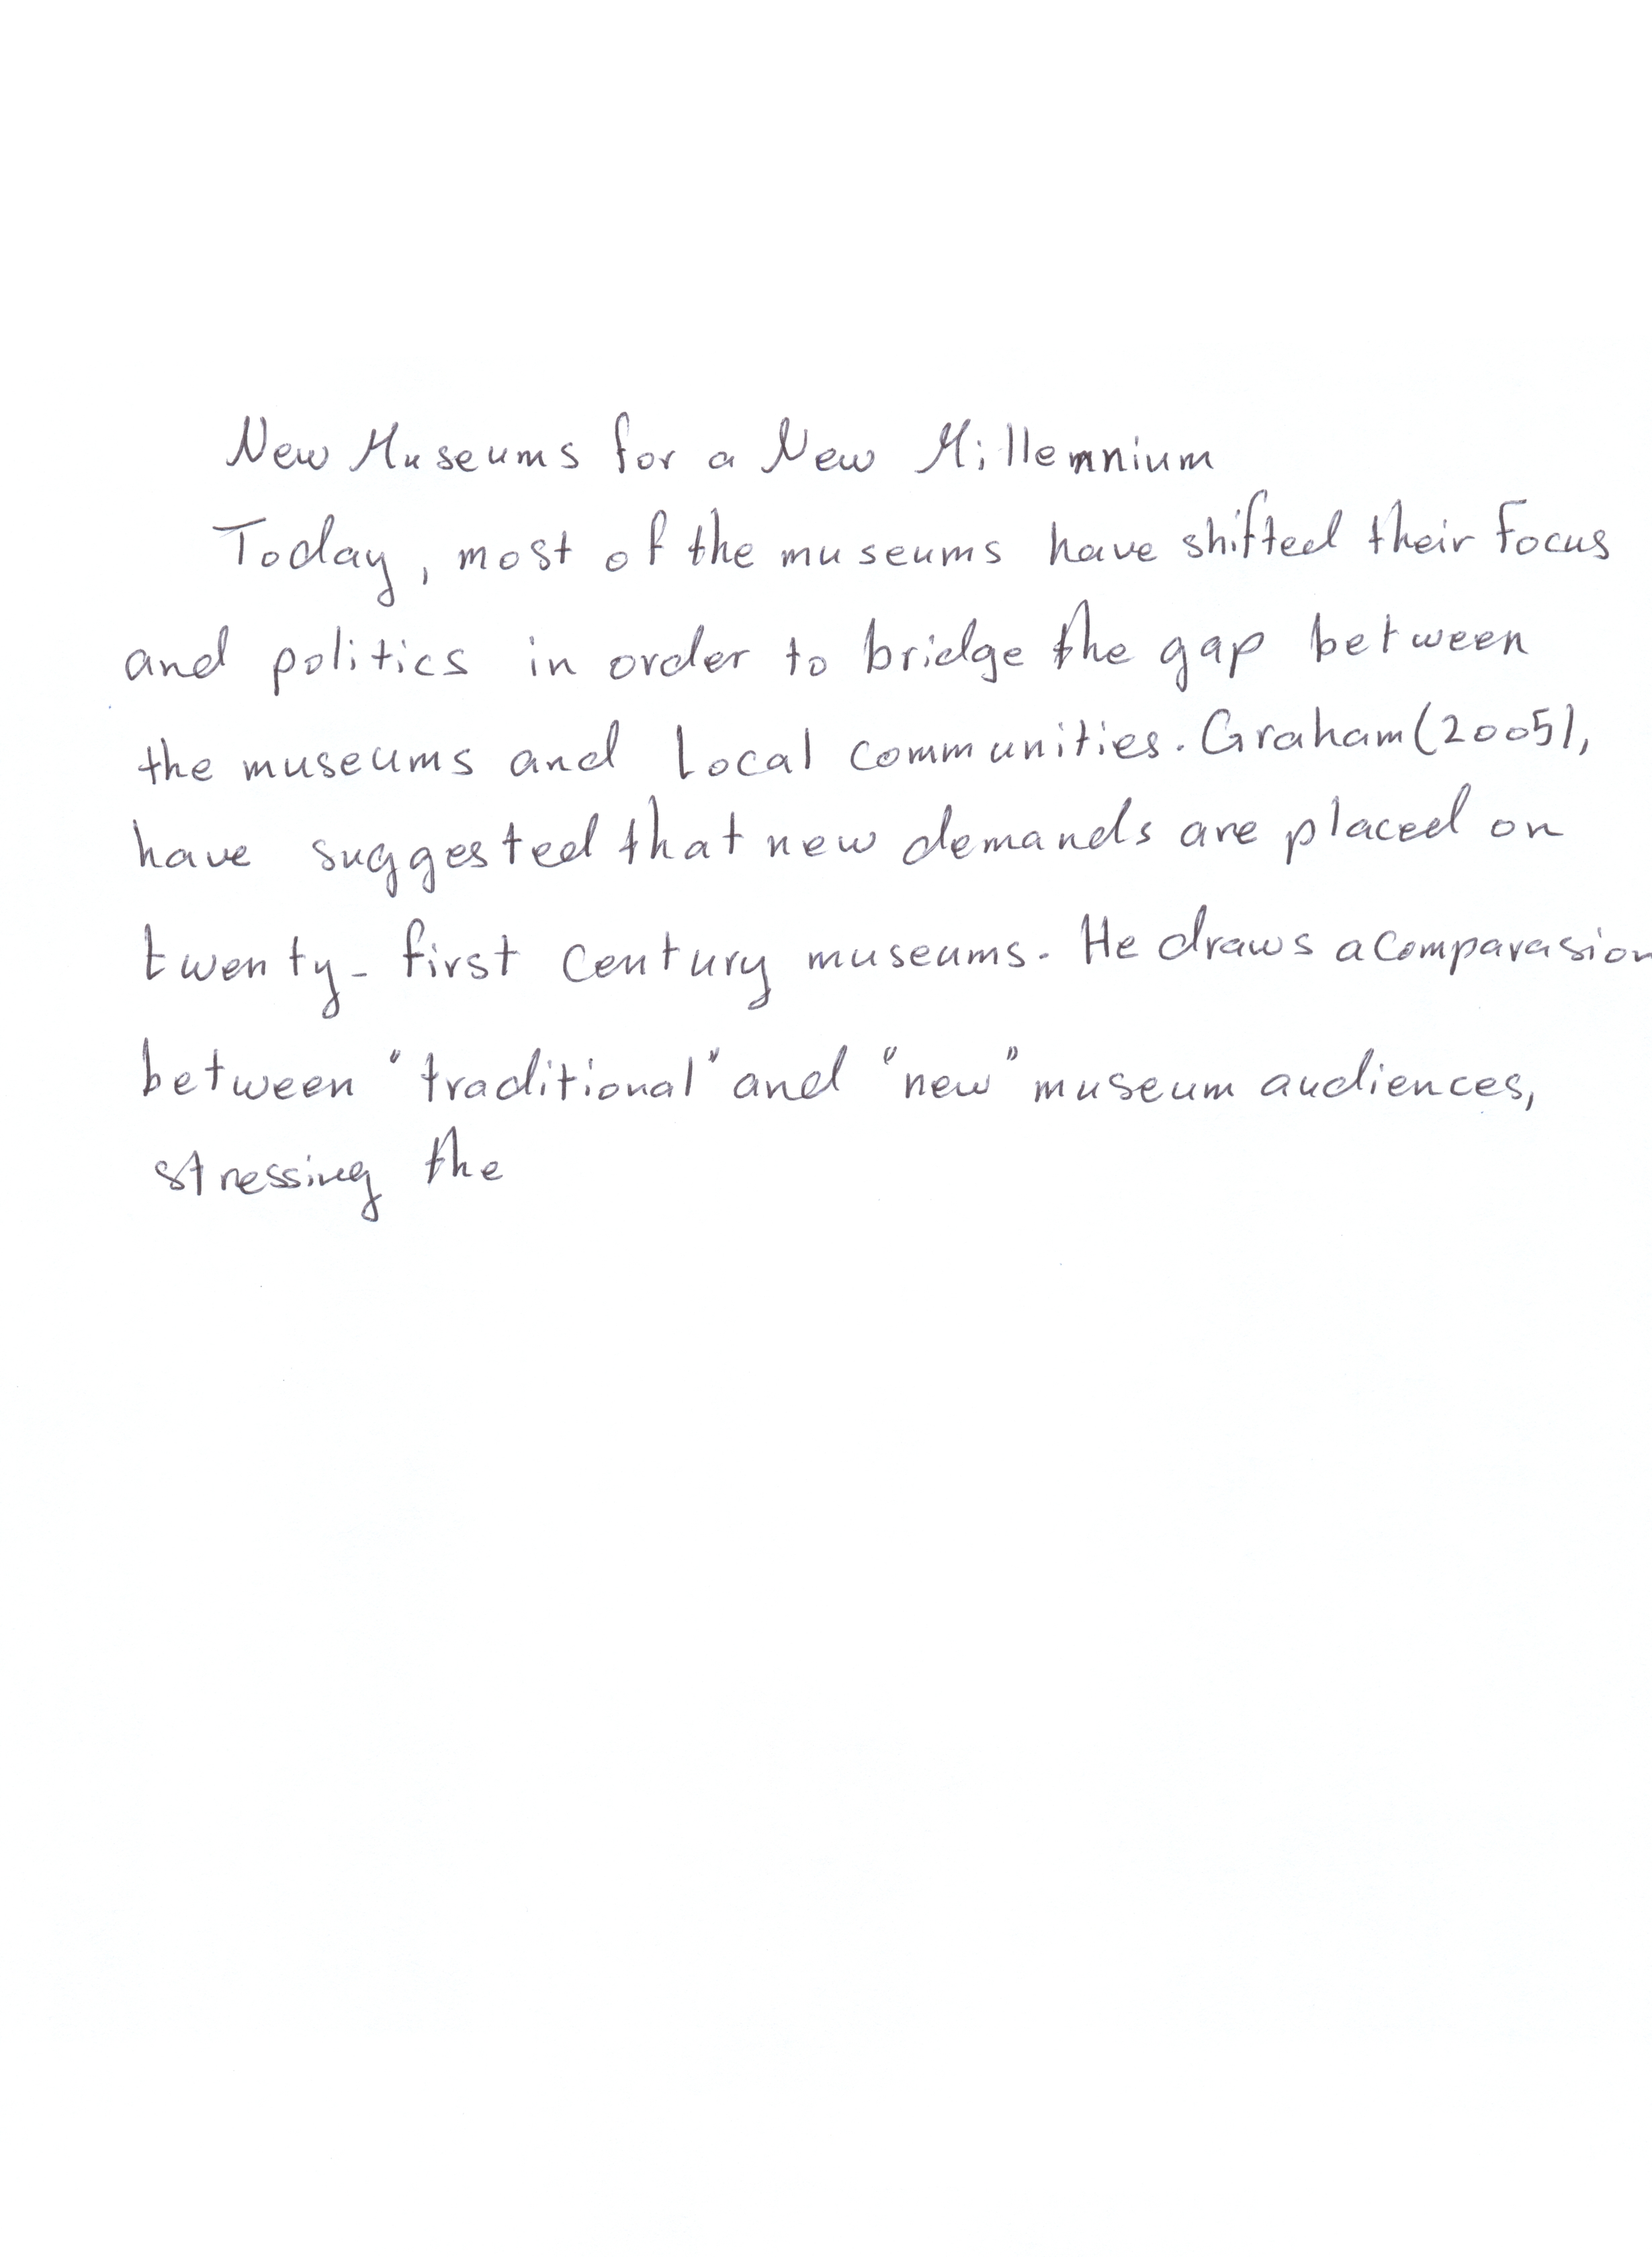 New Museums for a New Millennium
Today, most of the museums have shifted their focus
and politics in order to bridge the gap between
the museums and local communities. Graham (2005),
have suggested that new demands are placed on
twenty-first century museums. He draws a comparasion
between "traditional" and "new" museum audiences,
stressing the